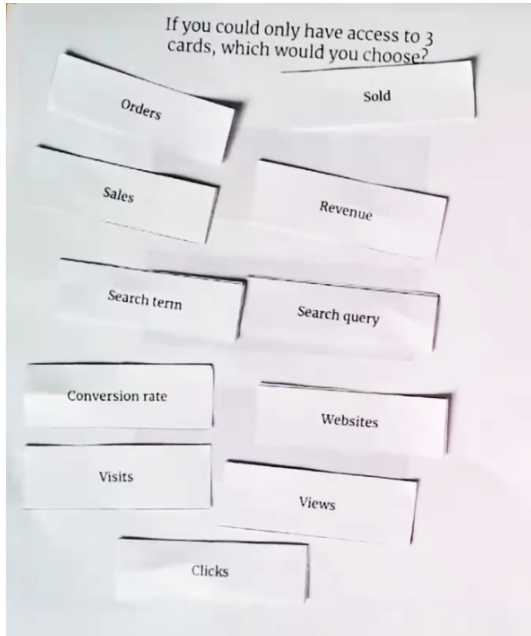 If you could only have access to 3
cards, which would you choose?
Orders
Sold
Sales
Revenue
Search term
Search query
Conversion rate
Websites
Visits
Views
Clicks